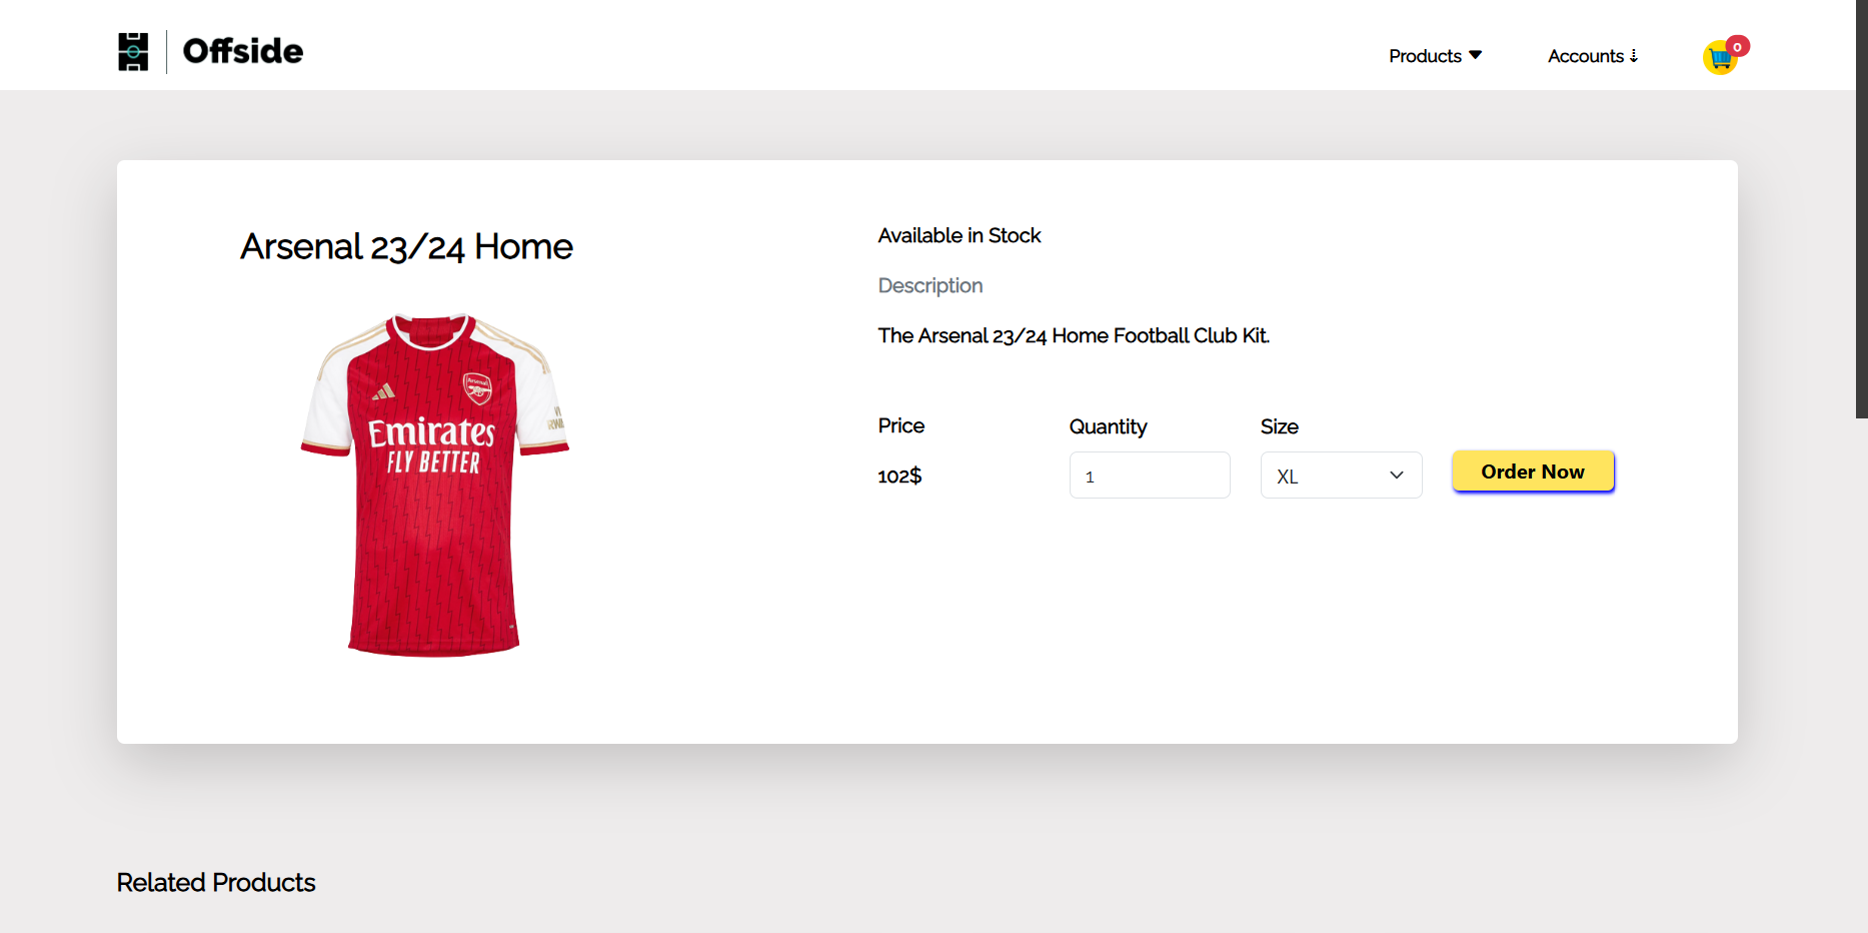 Offside
Products
Accounts
0
Arsenal 23/24 Home
Arsenal
Emirates
FLY BETTER
Available in Stock
Description
The Arsenal 23/24 Home Football Club Kit.
Price
Quantity
Size
102$
1
XL
Order Now
Related Products